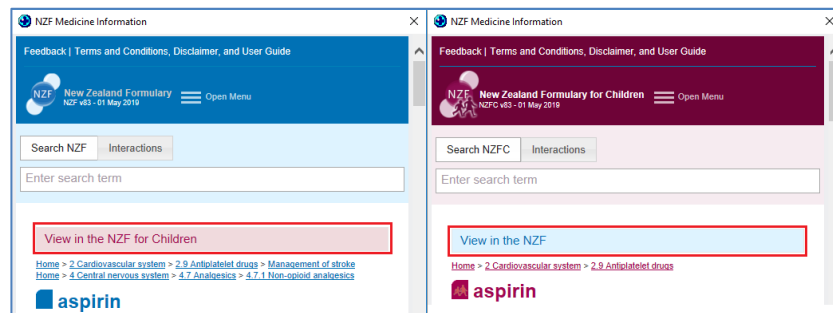 NZF Medicine Information
Feedback | Terms and Conditions, Disclaimer, and User Guide
NZF
New Zealand Formulary
NZF v83 - 01 May 2019
Open Menu
Search NZF
Interactions
Enter search term
View in the NZF for Children
Home > 2 Cardiovascular system > 2.9 Antiplatelet drugs > Management of stroke
Home > 4 Central nervous system > 4.7 Analgesics > 4.7.1 Non-opioid analgesics
aspirin
NZF Medicine Information
Feedback | Terms and Conditions, Disclaimer, and User Guide
NZF
New Zealand Formulary for Children
NZFC v83 - 01 May 2019
Open Menu
Search NZFC
Interactions
Enter search term
View in the NZF
Home > 2 Cardiovascular system > 2.9 Antiplatelet drugs
aspirin